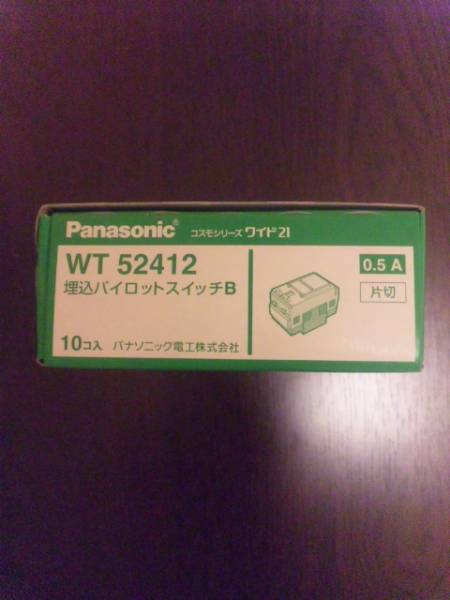 Panasonic® コスモシリーズ ワイド21
WT 52412
埋込パイロットスイッチB
0.5 A
片切
10コ入 パナソニック電工株式会社